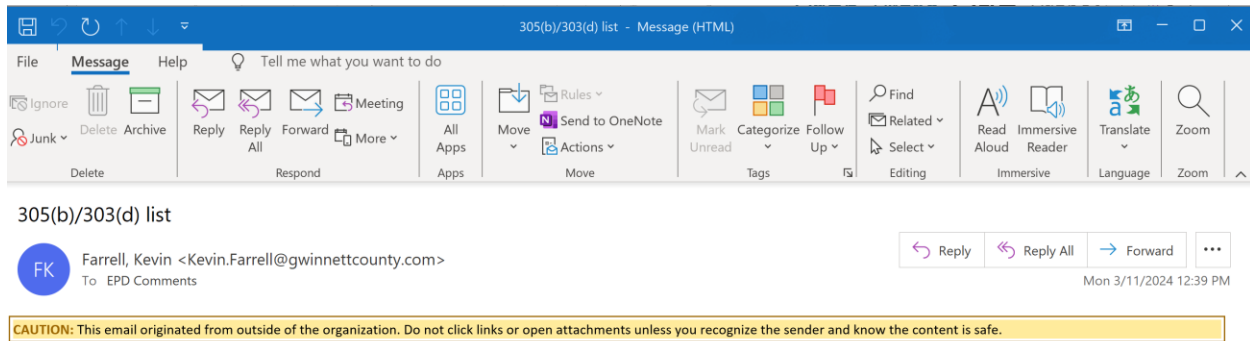 305(b)/303(d) list - Message (HTML)
File Message Help Tell me what you want to do
Ignore
Junk
Delete
Archive
Delete
Reply
Reply All
Forward
Meeting
More
Respond
All Apps
Apps
Move
Rules
Send to OneNote
Actions
Move
Mark Unread
Categorize
Follow Up
Tags
Find
Related
Select
Editing
Read Aloud
Immersive Reader
Immersive
Translate
Language
Zoom
Zoom
305(b)/303(d) list
FK
Farrell, Kevin <Kevin.Farrell@gwinnettcounty.com>
To EPD Comments
Reply Reply All Forward
Mon 3/11/2024 12:39 PM
CAUTION: This email originated from outside of the organization. Do not click links or open attachments unless you recognize the sender and know the content is safe.